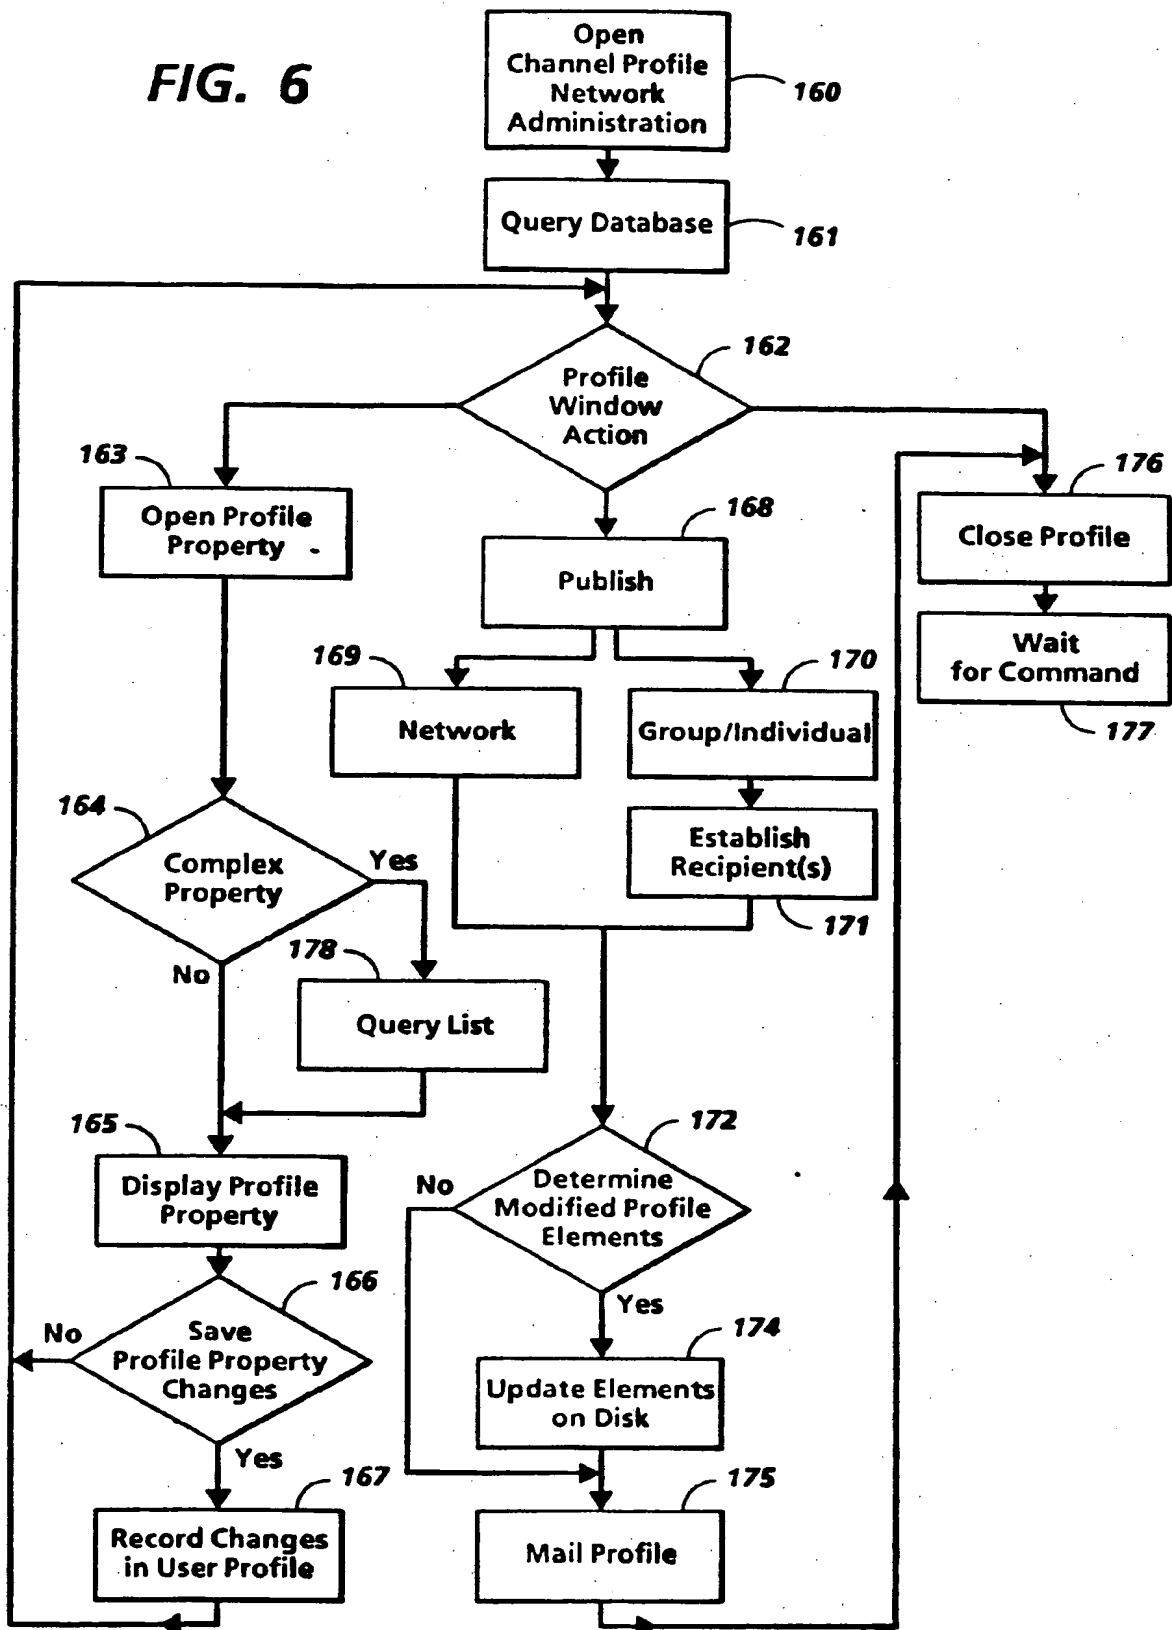 FIG. 6
Open
Channel Profile
Network
Administration
160
Query Database
161
162
Profile
Window
Action
163
Open Profile
Property
168
Publish
176
Close Profile
Wait
for Command
177
169
Network
170
Group/Individual
Establish
Recipient(s)
171
164
Complex
Property
Yes
No
178
Query List
165
Display Profile
Property
166
Save
Profile Property
Changes
No
Yes
167
Record Changes
in User Profile
172
Determine
Modified Profile
Elements
No
Yes
174
Update Elements
on Disk
175
Mail Profile